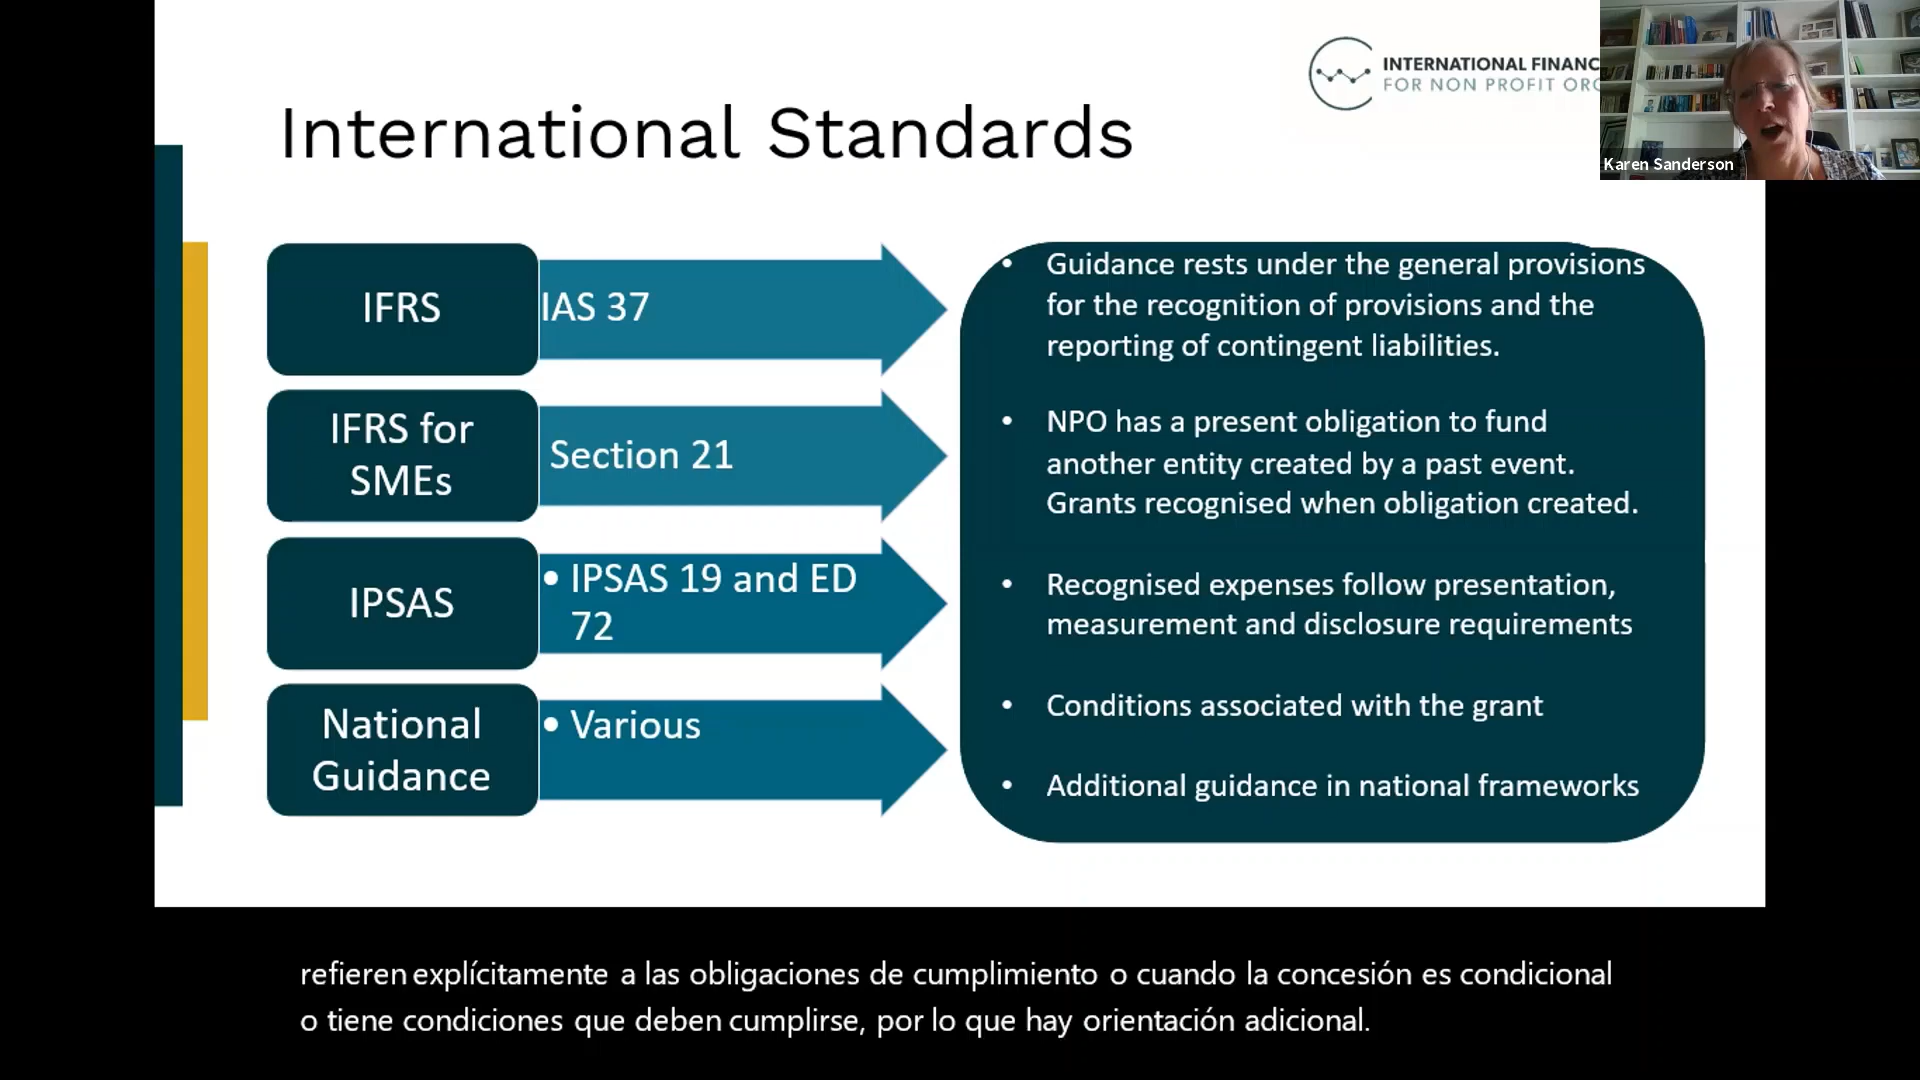 INTERNATIONAL FINANC
FOR NON PROFIT ORG
Karen Sanderson
International Standards
IFRS
IAS 37
IFRS for
SMEs
Section 21
IPSAS
• IPSAS 19 and ED
72
National
Guidance
• Various
• Guidance rests under the general provisions
for the recognition of provisions and the
reporting of contingent liabilities.
• NPO has a present obligation to fund
another entity created by a past event.
Grants recognised when obligation created.
• Recognised expenses follow presentation,
measurement and disclosure requirements
• Conditions associated with the grant
• Additional guidance in national frameworks
refieren explícitamente a las obligaciones de cumplimiento o cuando la concesión es condicional
o tiene condiciones que deben cumplirse, por lo que hay orientación adicional.